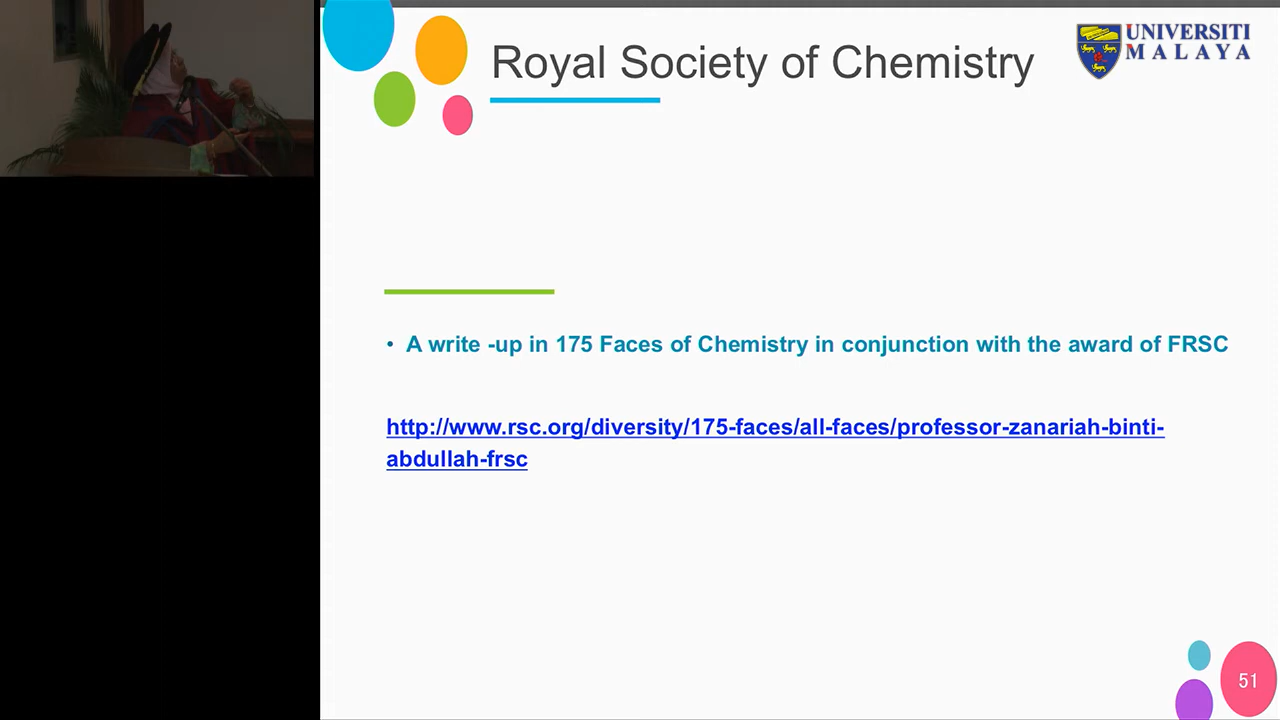 Royal Society of Chemistry
UNIVERSITI
MALAYA
• A write -up in 175 Faces of Chemistry in conjunction with the award of FRSC
http://www.rsc.org/diversity/175-faces/all-faces/professor-zanariah-binti-
abdullah-frsc
51